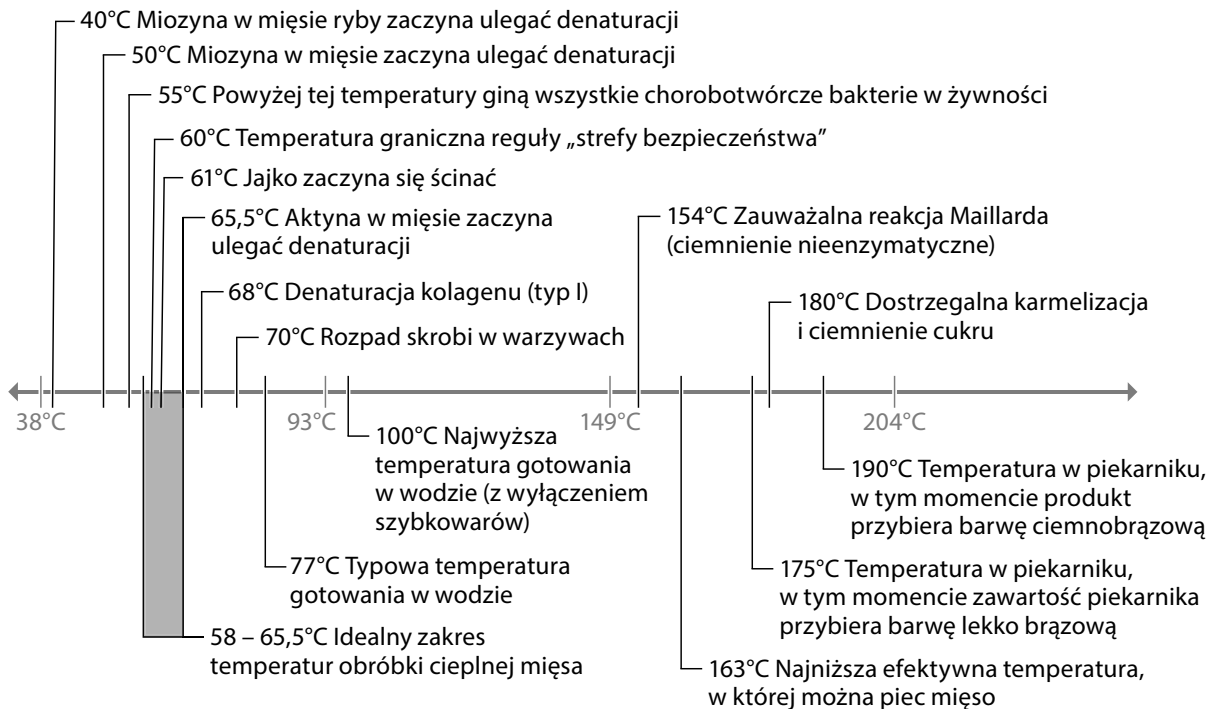 40°C Miozyna w mięsie ryby zaczyna ulegać denaturacji
50°C Miozyna w mięsie zaczyna ulegać denaturacji
55°C Powyżej tej temperatury giną wszystkie chorobotwórcze bakterie w żywności
60°C Temperatura graniczna reguły „strefy bezpieczeństwa”
61°C Jajko zaczyna się ścinać
65,5°C Aktyna w mięsie zaczyna
ulegać denaturacji
154°C Zauważalna reakcja Maillarda
(ciemnienie nieenzymatyczne)
68°C Denaturacja kolagenu (typ I)
180°C Dostrzegalna karmelizacja
i ciemnienie cukru
70°C Rozpad skrobi w warzywach
38°C
93°C
149°C
204°C
100°C Najwyższa
temperatura gotowania
w wodzie (z wyłączeniem
szybkowarów)
190°C Temperatura w piekarniku,
w tym momencie produkt
przybiera barwę ciemnobrązową
77°C Typowa temperatura
gotowania w wodzie
175°C Temperatura w piekarniku,
w tym momencie zawartość piekarnika
przybiera barwę lekko brązową
58 – 65,5°C Idealny zakres
temperatur obróbki cieplnej mięsa
163°C Najniższa efektywna temperatura,
w której można piec mięso